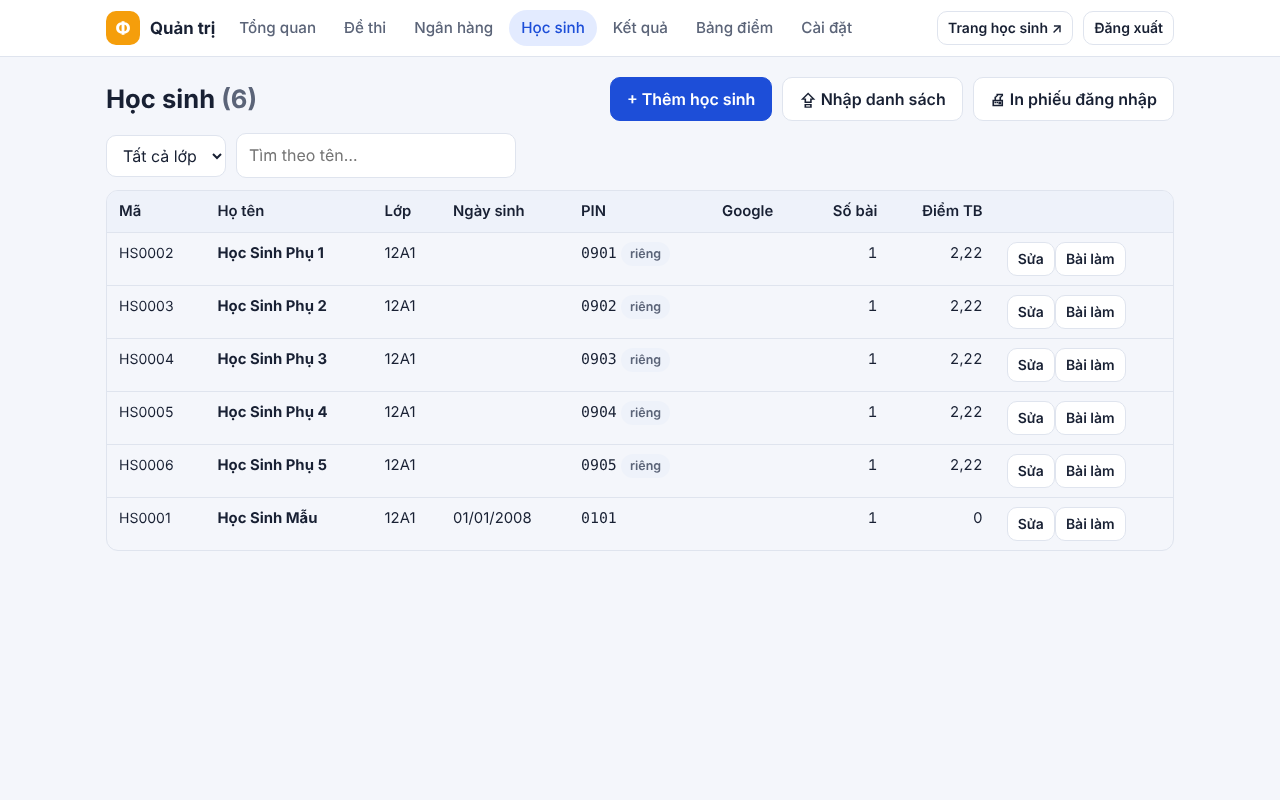 Φ Quản trị Tổng quan Đề thi Ngân hàng Học sinh Kết quả Bảng điểm Cài đặt Trang học sinh ↗ Đăng xuất
Học sinh (6) + Thêm học sinh ⇪ Nhập danh sách 🖨 In phiếu đăng nhập
Tất cả lớp Tìm theo tên...
Mã Họ tên Lớp Ngày sinh PIN Google Số bài Điểm TB
HS0002 Học Sinh Phụ 1 12A1 0901 riêng 1 2,22 Sửa Bài làm
HS0003 Học Sinh Phụ 2 12A1 0902 riêng 1 2,22 Sửa Bài làm
HS0004 Học Sinh Phụ 3 12A1 0903 riêng 1 2,22 Sửa Bài làm
HS0005 Học Sinh Phụ 4 12A1 0904 riêng 1 2,22 Sửa Bài làm
HS0006 Học Sinh Phụ 5 12A1 0905 riêng 1 2,22 Sửa Bài làm
HS0001 Học Sinh Mẫu 12A1 01/01/2008 0101 1 0 Sửa Bài làm